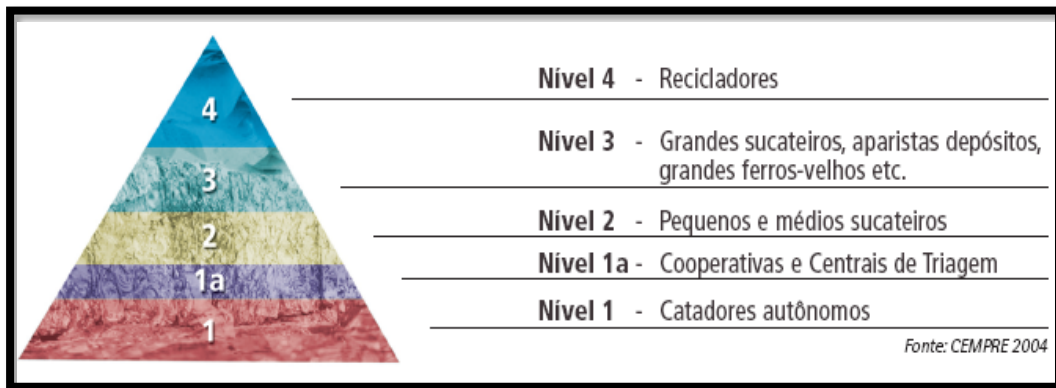 4
3
2
1a
1
Nível 4 - Recicladores
Nível 3 - Grandes sucateiros, aparistas depósitos,
grandes ferros-velhos etc.
Nível 2 - Pequenos e médios sucateiros
Nível 1a - Cooperativas e Centrais de Triagem
Nível 1 - Catadores autônomos
Fonte: CEMPRE 2004